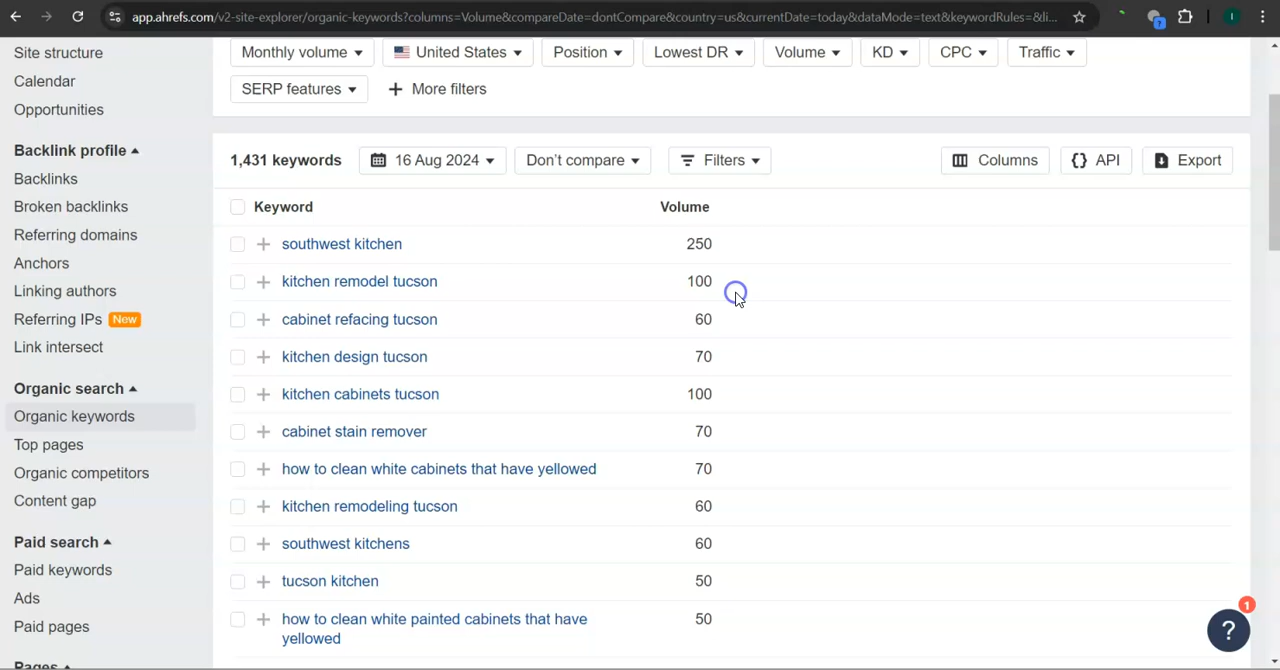 app.ahrefs.com/v2-site-explorer/organic-keywords?columns=Volume&compareDate=dontCompare&country=us&currentDate=today&dataMode=text&keywordRules=&li...
Site structure
Calendar
Opportunities
Backlink profile
Backlinks
Broken backlinks
Referring domains
Anchors
Linking authors
Referring IPs New
Link intersect
Organic search
Organic keywords
Top pages
Organic competitors
Content gap
Paid search
Paid keywords
Ads
Paid pages
Pages
Monthly volume United States Position Lowest DR Volume KD CPC Traffic
SERP features + More filters
1,431 keywords 16 Aug 2024 Don't compare Filters Columns {} API Export
Keyword Volume
+ southwest kitchen 250
+ kitchen remodel tucson 100
+ cabinet refacing tucson 60
+ kitchen design tucson 70
+ kitchen cabinets tucson 100
+ cabinet stain remover 70
+ how to clean white cabinets that have yellowed 70
+ kitchen remodeling tucson 60
+ southwest kitchens 60
+ tucson kitchen 50
+ how to clean white painted cabinets that have 50
yellowed
1
?
I
7